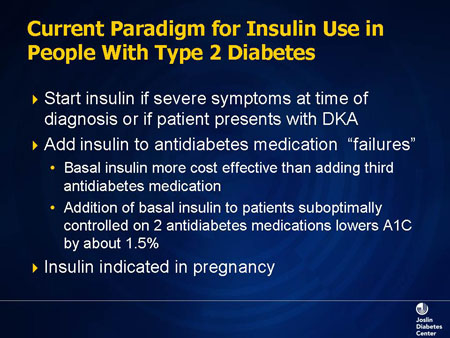 Current Paradigm for Insulin Use in
People With Type 2 Diabetes
Start insulin if severe symptoms at time of
diagnosis or if patient presents with DKA
Add insulin to antidiabetes medication “failures”
• Basal insulin more cost effective than adding third
antidiabetes medication
• Addition of basal insulin to patients suboptimally
controlled on 2 antidiabetes medications lowers A1C
by about 1.5%
Insulin indicated in pregnancy
Joslin
Diabetes
Center